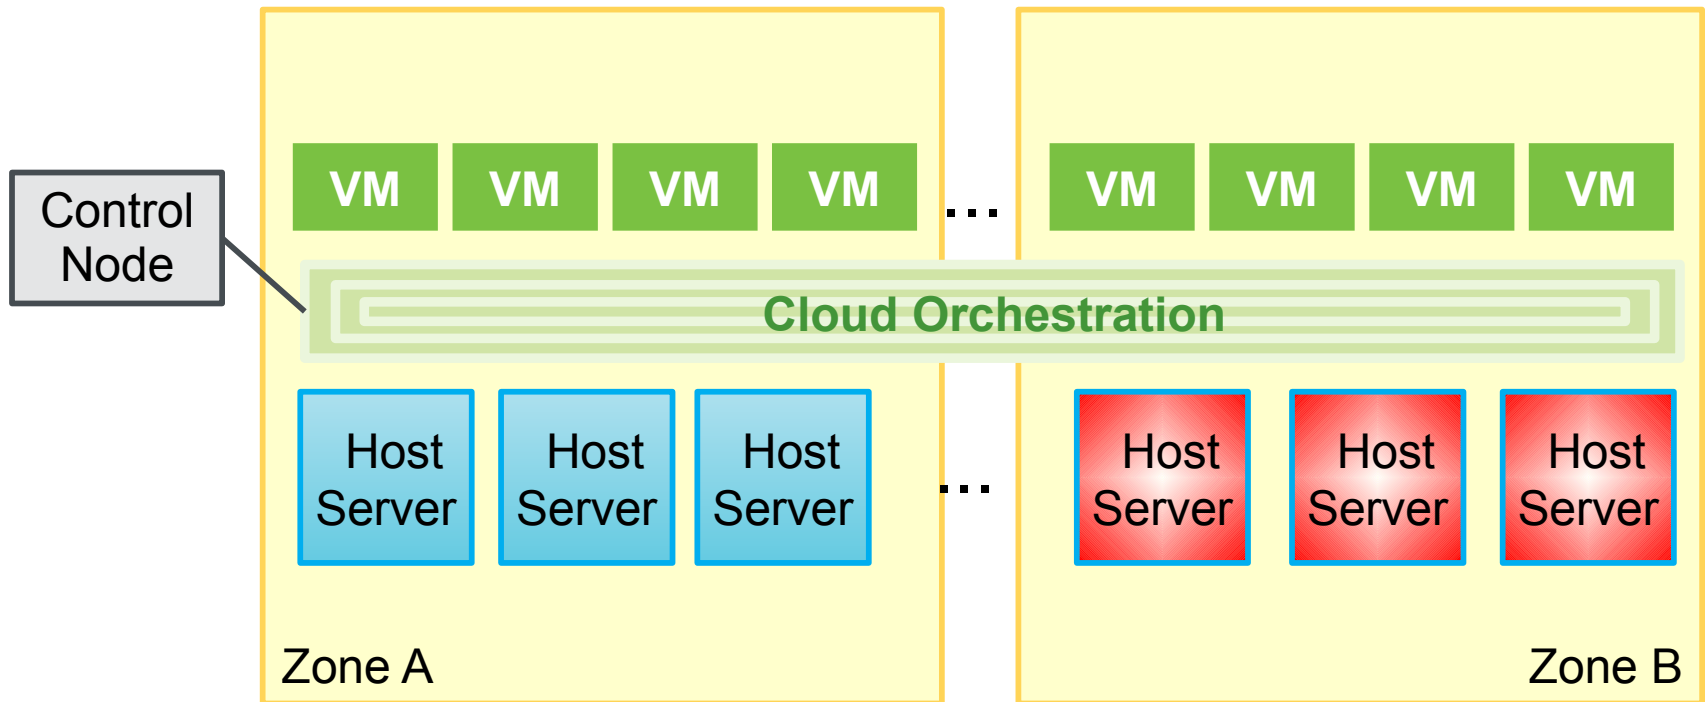 Control
Node
VM
VM
VM
VM
...
VM
VM
VM
VM
Cloud Orchestration
Host
Server
Host
Server
Host
Server
...
Host
Server
Host
Server
Host
Server
Zone A
Zone B